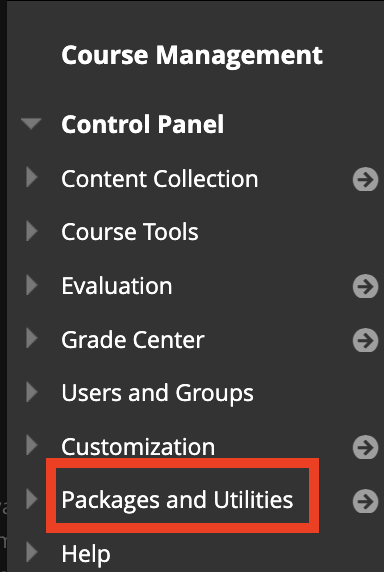 Course Management
Control Panel
Content Collection
Course Tools
Evaluation
Grade Center
Users and Groups
Customization
Packages and Utilities
Help